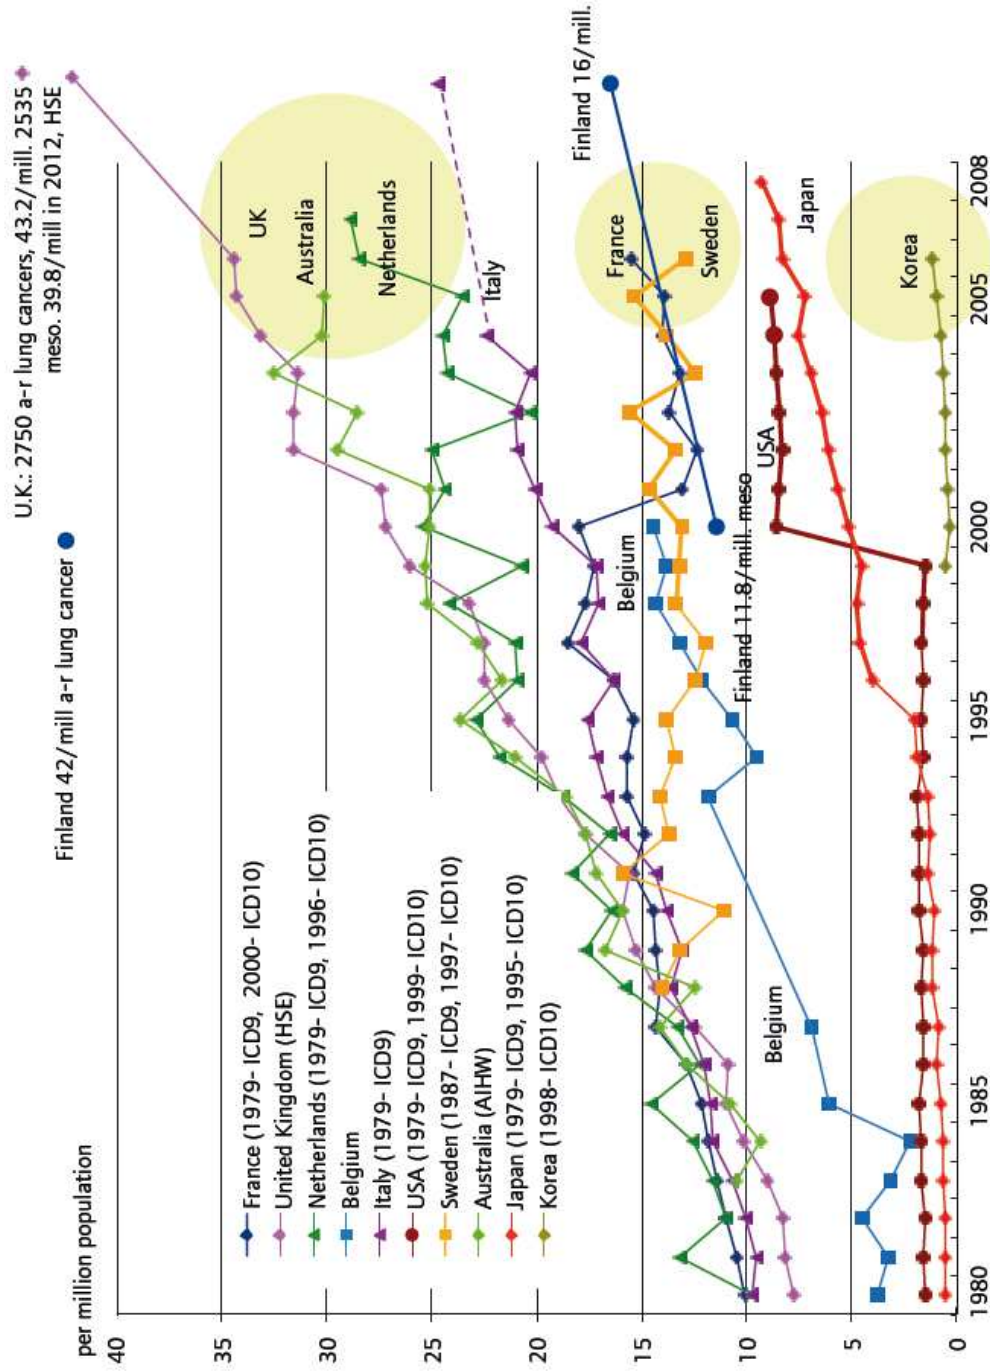 U.K.: 2750 a-r lung cancers, 43.2/mill. 2535
meso. 39.8/mill in 2012, HSE
Finland 42/mill a-r lung cancer
per million population
40
35
30
25
20
15
10
5
0
France (1979- ICD9, 2000- ICD10)
United Kingdom (HSE)
Netherlands (1979- ICD9, 1996- ICD10)
Belgium
Italy (1979- ICD9)
USA (1979- ICD9, 1999- ICD10)
Sweden (1987- ICD9, 1997- ICD10)
Australia (AIHW)
Japan (1979- ICD9, 1995- ICD10)
Korea (1998- ICD10)
UK
Australia
Netherlands
Italy
Finland 16/mill.
France
Sweden
Belgium
Finland 11.8/mill. meso
Belgium
USA
Japan
Korea
1980
1985
1990
1995
2000
2005
2008